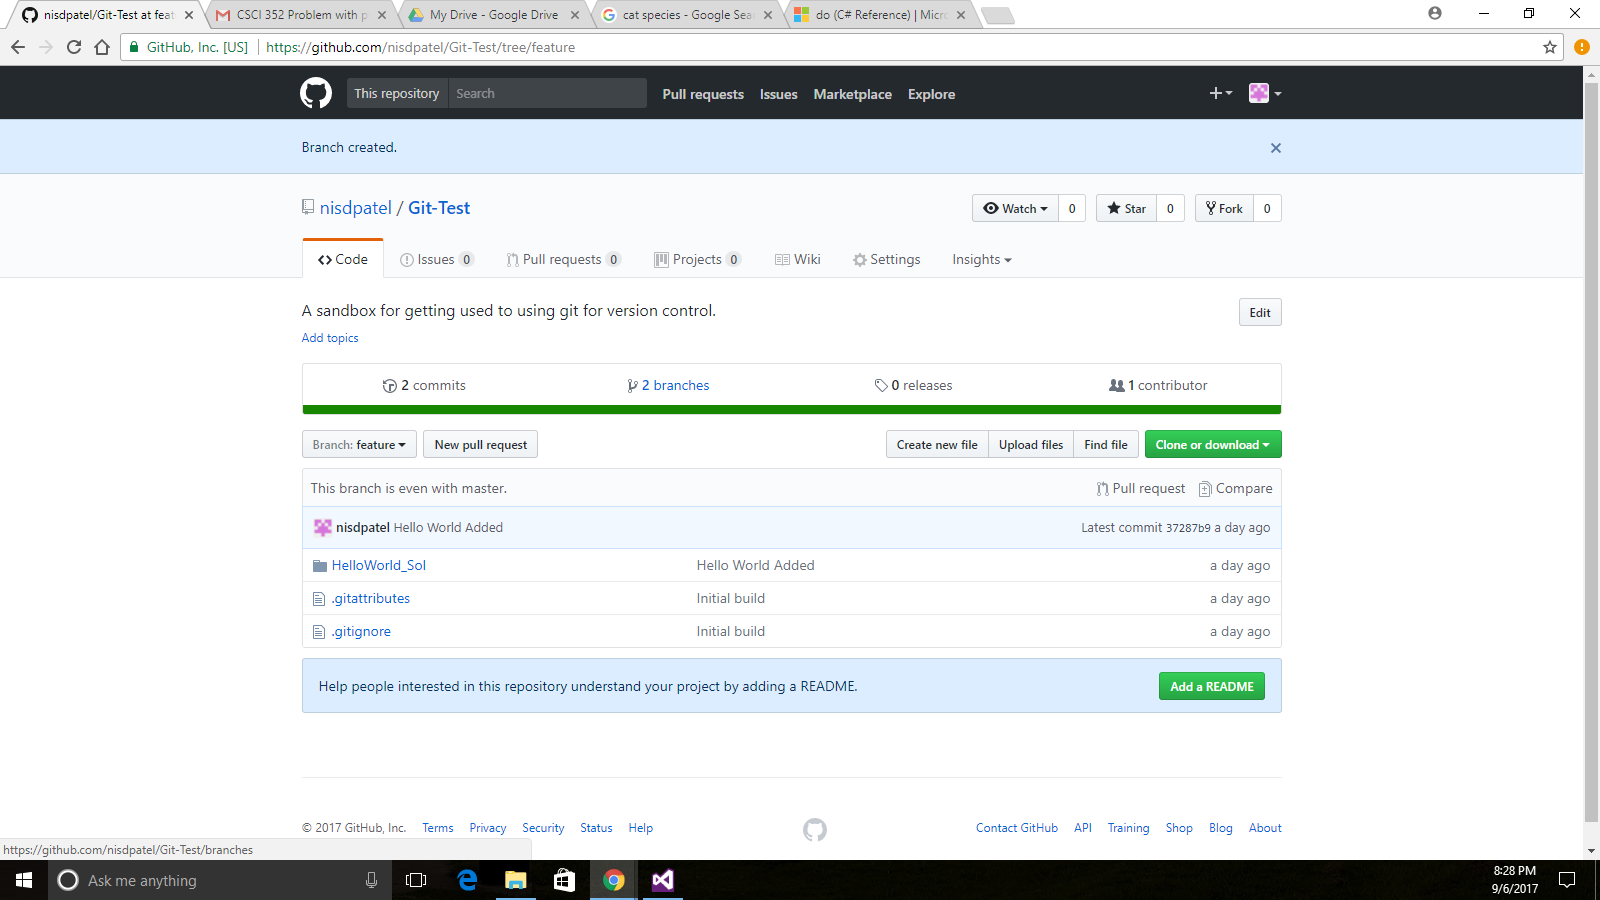 nisdpatel/Git-Test at feat
CSCI 352 Problem with p
My Drive - Google Drive
cat species - Google Sea
do (C# Reference) | Micro
GitHub, Inc. [US] https://github.com/nisdpatel/Git-Test/tree/feature
This repository Search Pull requests Issues Marketplace Explore
Branch created.
nisdpatel / Git-Test
Watch 0 Star 0 Fork 0
Code Issues 0 Pull requests 0 Projects 0 Wiki Settings Insights
A sandbox for getting used to using git for version control.
Edit
Add topics
2 commits 2 branches 0 releases 1 contributor
Branch: feature New pull request Create new file Upload files Find file Clone or download
This branch is even with master. Pull request Compare
nisdpatel Hello World Added Latest commit 37287b9 a day ago
HelloWorld_Sol Hello World Added a day ago
.gitattributes Initial build a day ago
.gitignore Initial build a day ago
Help people interested in this repository understand your project by adding a README. Add a README
© 2017 GitHub, Inc. Terms Privacy Security Status Help Contact GitHub API Training Shop Blog About
https://github.com/nisdpatel/Git-Test/branches
Ask me anything
8:28 PM
9/6/2017